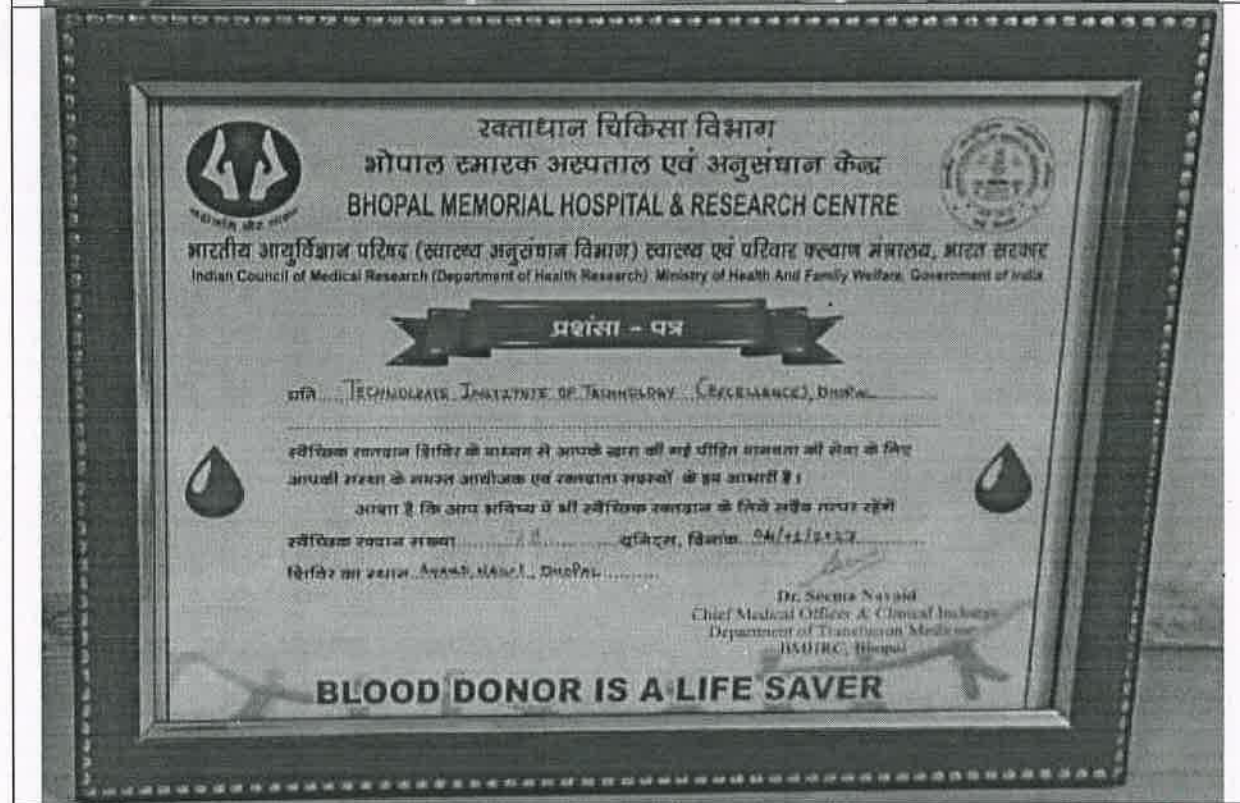 रक्ताधान चिकिसा विभाग
भोपाल स्मारक अस्पताल एवं अनुसंधान केन्द्र
BHOPAL MEMORIAL HOSPITAL & RESEARCH CENTRE
भारतीय आयुर्विज्ञान परिषद (स्वास्थ्य अनुसंधान विभाग) स्वास्थ्य एवं परिवार कल्याण मंत्रालय, भारत सरकार
Indian Council of Medical Research (Department of Health Research) Ministry of Health And Family Welfare, Government of India
प्रशंसा - पत्र
प्रति TECHNOCRATS INSTITUTE OF TECHNOLOGY (EXCELLANCE), BHOPAL
स्वैच्छिक रक्तदान शिविर के माध्यम से आपके द्वारा की गई पीड़ित मानवता की सेवा के लिए
आपकी संस्था के समस्त आयोजक एवं रक्तदाता सदस्यों के हम आभारी है।
आशा है कि आप भविष्य में भी स्वैच्छिक रक्तदान के लिये सदैव तत्पर रहेंगे
स्वैच्छिक रक्दान संख्या यूनिट्स, दिनांक
शिविर का स्थान ANAND NAGAR, BHOPAL
Dr. Seema Navaid
Chief Medical Officer & Clinical Incharge
Department of Transfusion Medicine
BMHRC, Bhopal
BLOOD DONOR IS A LIFE SAVER